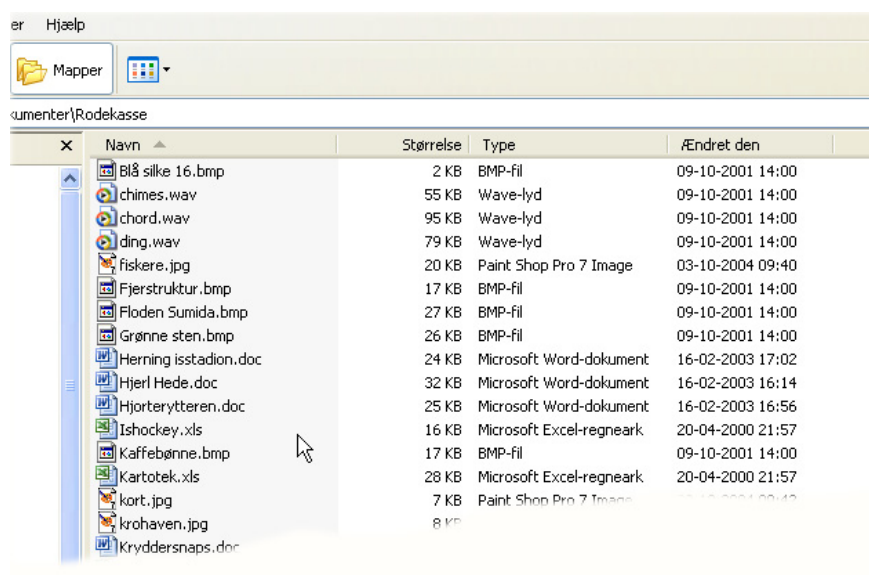 er Hjælp
Mapper
kumenter\Rodekasse
Navn Størrelse Type Ændret den
Blå silke 16.bmp 2 KB BMP-fil 09-10-2001 14:00
chimes.wav 55 KB Wave-lyd 09-10-2001 14:00
chord.wav 95 KB Wave-lyd 09-10-2001 14:00
ding.wav 79 KB Wave-lyd 09-10-2001 14:00
fiskere.jpg 20 KB Paint Shop Pro 7 Image 03-10-2004 09:40
Fjerstruktur.bmp 17 KB BMP-fil 09-10-2001 14:00
Floden Sumida.bmp 27 KB BMP-fil 09-10-2001 14:00
Grønne sten.bmp 26 KB BMP-fil 09-10-2001 14:00
Herning isstadion.doc 24 KB Microsoft Word-dokument 16-02-2003 17:02
Hjerl Hede.doc 32 KB Microsoft Word-dokument 16-02-2003 16:14
Hjorterytteren.doc 25 KB Microsoft Word-dokument 16-02-2003 16:56
Ishockey.xls 16 KB Microsoft Excel-regneark 20-04-2000 21:57
Kaffebønne.bmp 17 KB BMP-fil 09-10-2001 14:00
Kartotek.xls 28 KB Microsoft Excel-regneark 20-04-2000 21:57
kort.jpg 7 KB Paint Shop Pro 7 Image
krohaven.jpg 8 KB
Kryddersnaps.doc